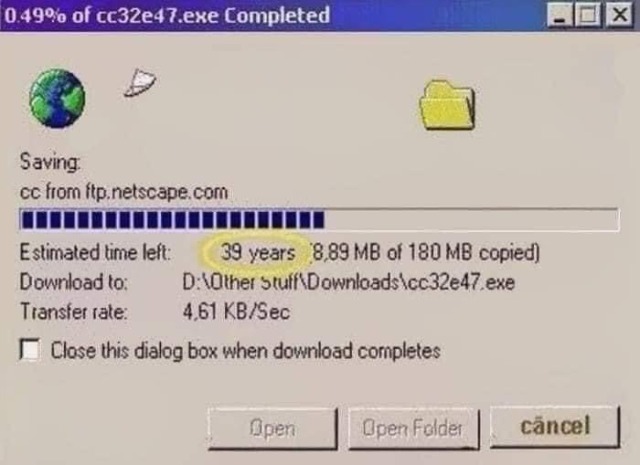 0.49% of cc32e47.exe Completed
Saving:
cc from ftp.netscape.com
Estimated time left: 39 years (8,89 MB of 180 MB copied)
Download to: D:\Other Stuff\Downloads\cc32e47.exe
Transfer rate: 4,61 KB/Sec
Close this dialog box when download completes
Open Open Folder câncel